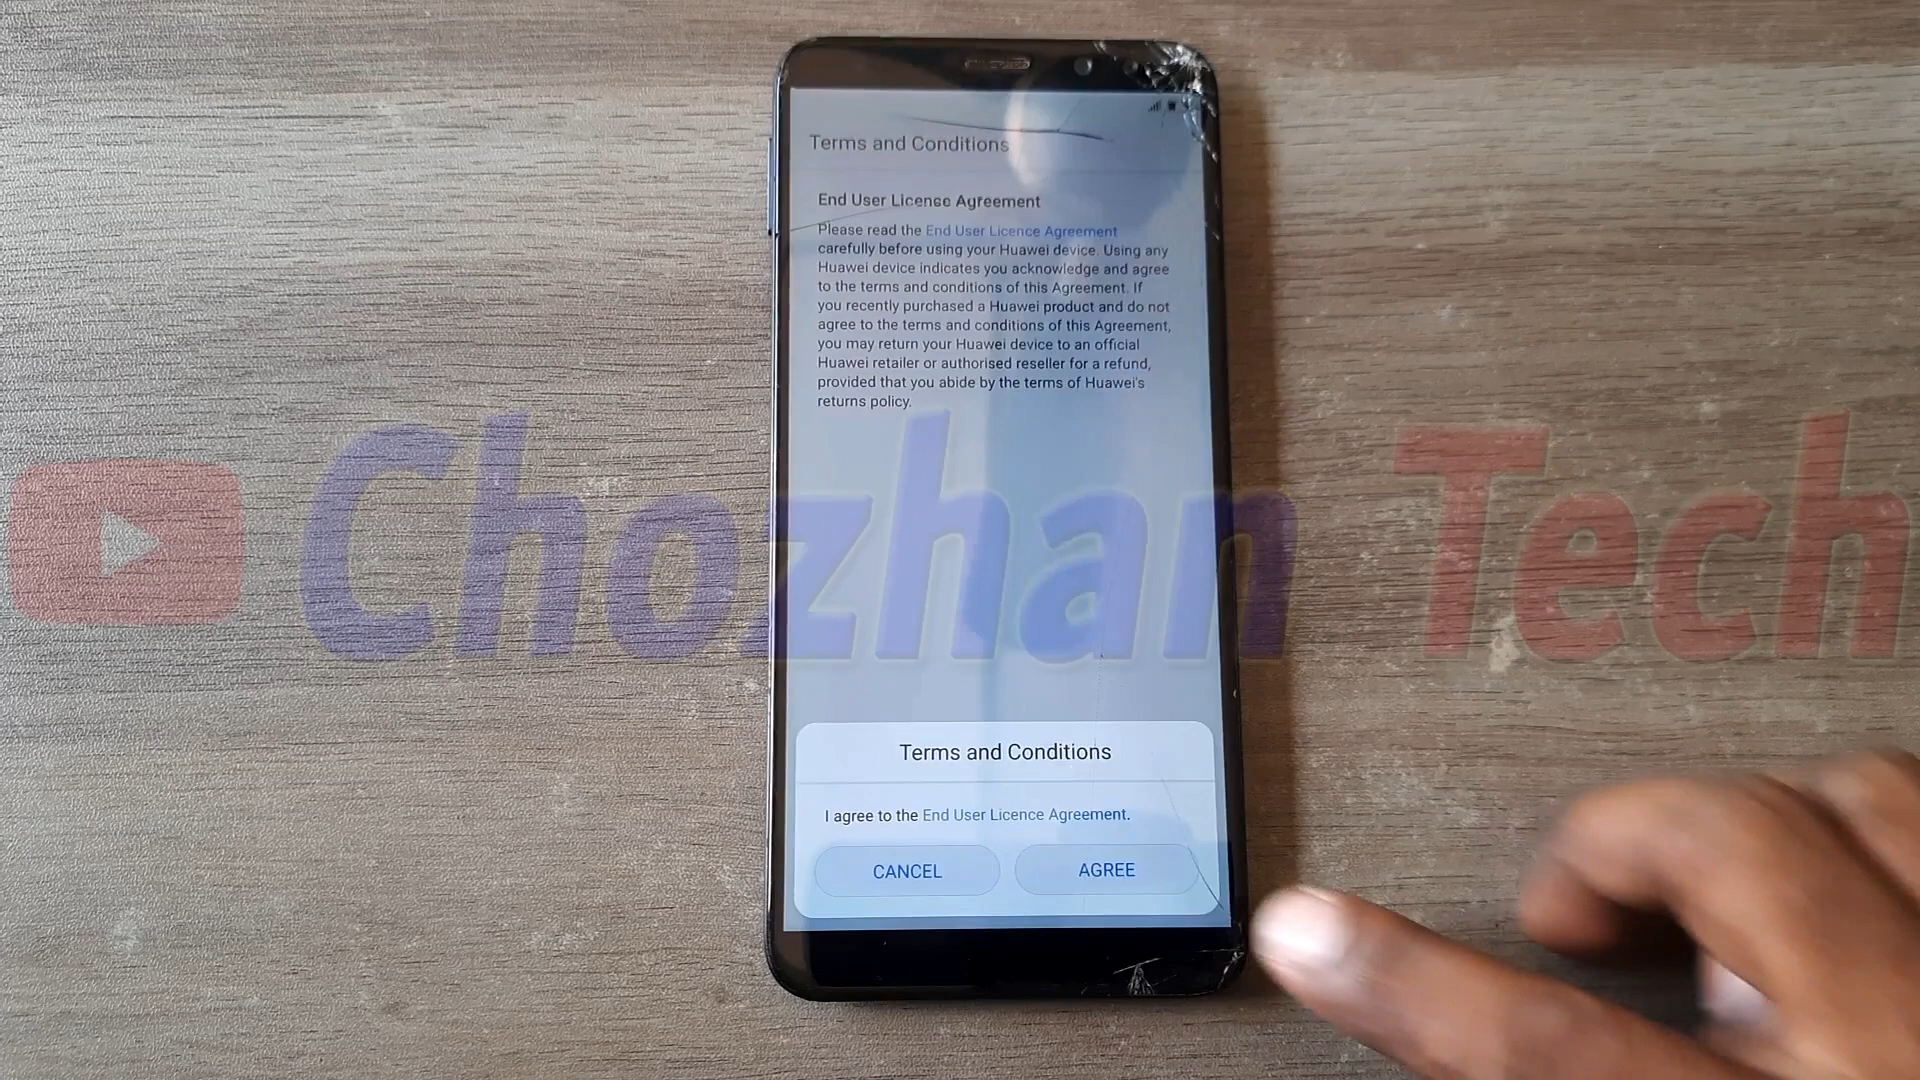 Terms and Conditions
End User License Agreement
Please read the End User Licence Agreement
carefully before using your Huawei device. Using any
Huawei device indicates you acknowledge and agree
to the terms and conditions of this Agreement. If
you recently purchased a Huawei product and do not
agree to the terms and conditions of this Agreement,
you may return your Huawei device to an official
Huawei retailer or authorised reseller for a refund,
provided that you abide by the terms of Huawei's
returns policy.
Chozhan Tech
Terms and Conditions
I agree to the End User Licence Agreement.
CANCEL AGREE